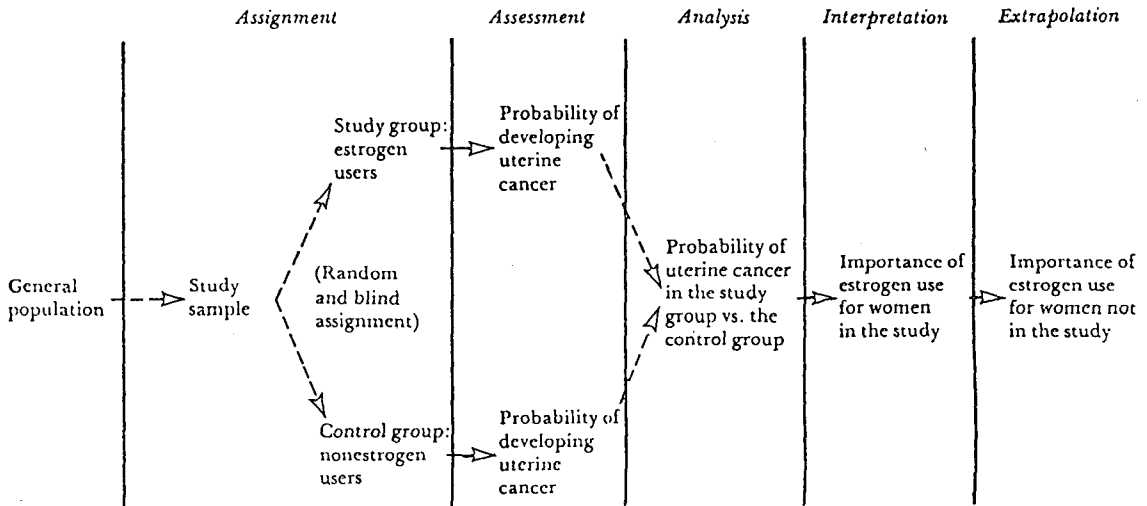 Assignment
Assessment
Analysis
Interpretation
Extrapolation
General
population
Study
sample
Study group:
estrogen
users
(Random
and blind
assignment)
Control group:
nonestrogen
users
Probability of
developing
uterine
cancer
Probability of
developing
uterine
cancer
Probability of
uterine cancer
in the study
group vs. the
control group
Importance of
estrogen use
for women
in the study
Importance of
estrogen use
for women not
in the study